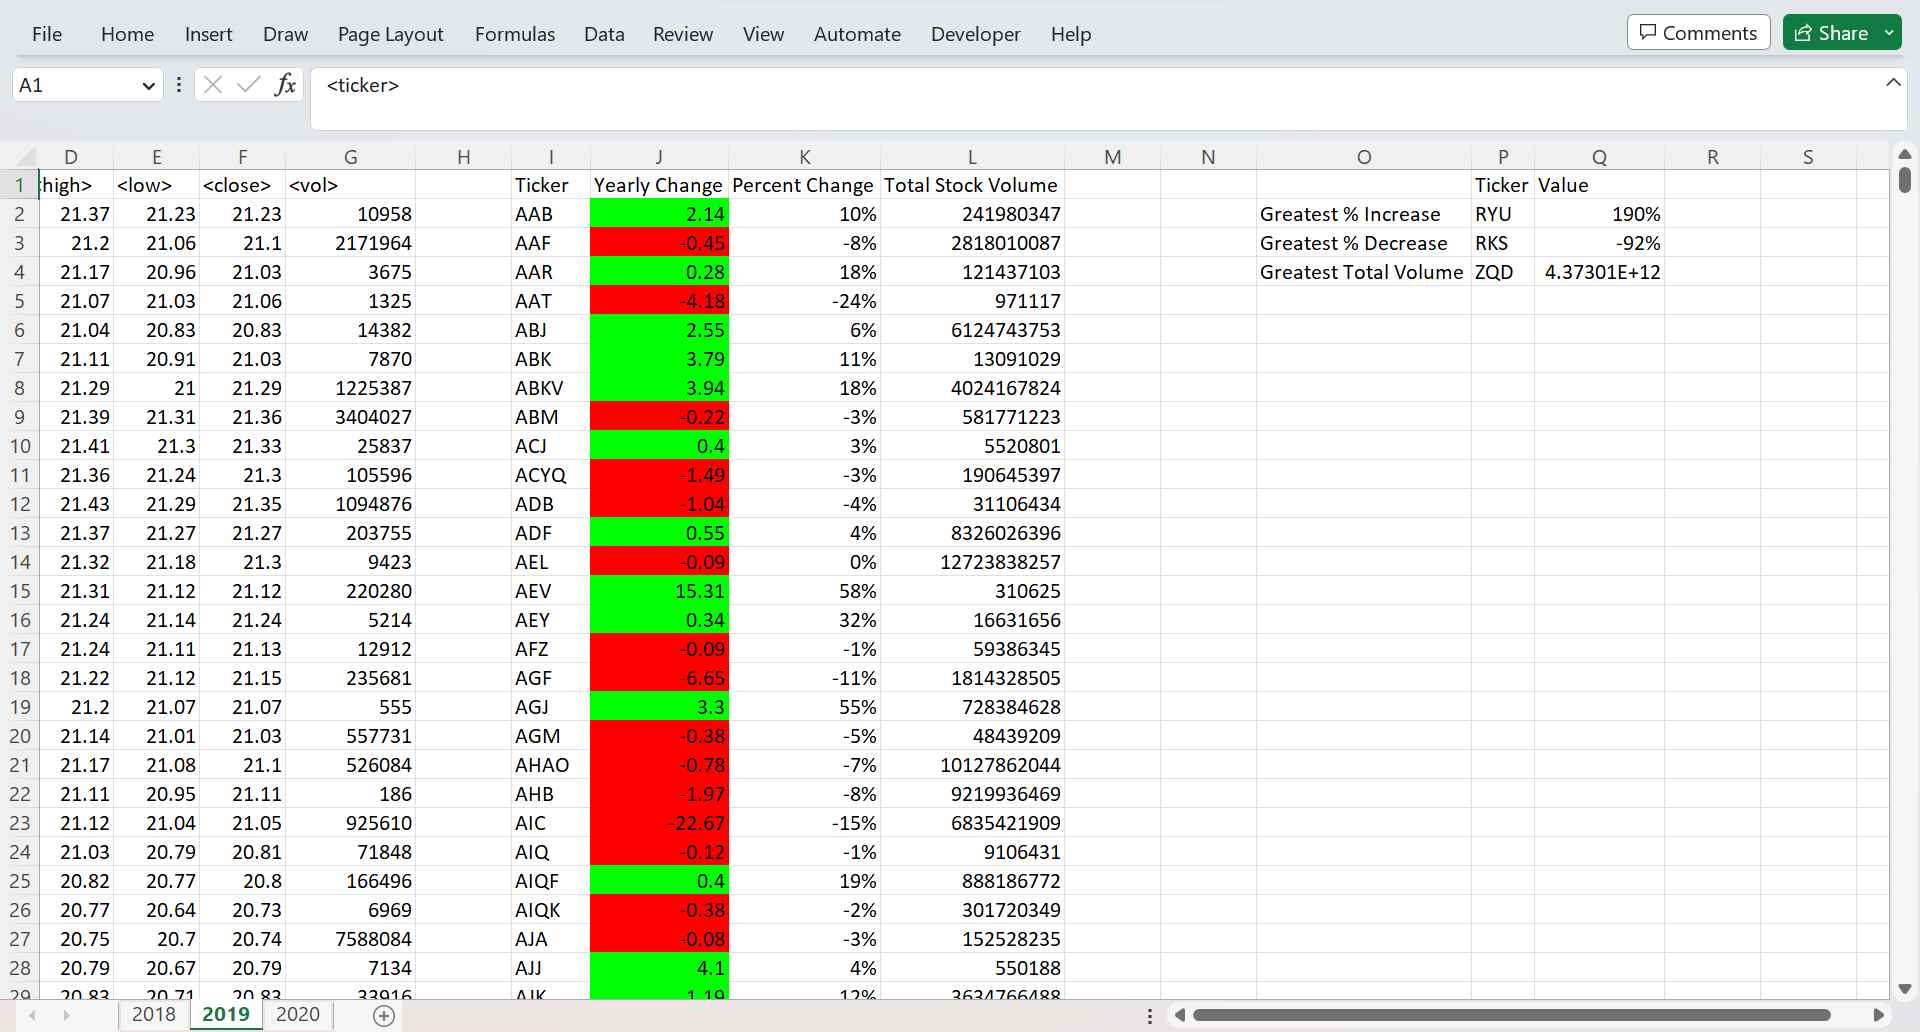 File Home Insert Draw Page Layout Formulas Data Review View Automate Developer Help Comments Share
A1 fx <ticker>
D E F G H I J K L M N O P Q R S
1 high> <low> <close> <vol> Ticker Yearly Change Percent Change Total Stock Volume Ticker Value
2 21.37 21.23 21.23 10958 AAB 2.14 10% 241980347 Greatest % Increase RYU 190%
3 21.2 21.06 21.1 2171964 AAF -0.45 -8% 2818010087 Greatest % Decrease RKS -92%
4 21.17 20.96 21.03 3675 AAR 0.28 18% 121437103 Greatest Total Volume ZQD 4.37301E+12
5 21.07 21.03 21.06 1325 AAT -4.18 -24% 971117
6 21.04 20.83 20.83 14382 ABJ 2.55 6% 6124743753
7 21.11 20.91 21.03 7870 ABK 3.79 11% 13091029
8 21.29 21 21.29 1225387 ABKV 3.94 18% 4024167824
9 21.39 21.31 21.36 3404027 ABM -0.22 -3% 581771223
10 21.41 21.3 21.33 25837 ACJ 0.4 3% 5520801
11 21.36 21.24 21.3 105596 ACYQ -1.49 -3% 190645397
12 21.43 21.29 21.35 1094876 ADB -1.04 -4% 31106434
13 21.37 21.27 21.27 203755 ADF 0.55 4% 8326026396
14 21.32 21.18 21.3 9423 AEL -0.09 0% 12723838257
15 21.31 21.12 21.12 220280 AEV 15.31 58% 310625
16 21.24 21.14 21.24 5214 AEY 0.34 32% 16631656
17 21.24 21.11 21.13 12912 AFZ -0.09 -1% 59386345
18 21.22 21.12 21.15 235681 AGF -6.65 -11% 1814328505
19 21.2 21.07 21.07 555 AGJ 3.3 55% 728384628
20 21.14 21.01 21.03 557731 AGM -0.38 -5% 48439209
21 21.17 21.08 21.1 526084 AHAO -0.78 -7% 10127862044
22 21.11 20.95 21.11 186 AHB -1.97 -8% 9219936469
23 21.12 21.04 21.05 925610 AIC -22.67 -15% 6835421909
24 21.03 20.79 20.81 71848 AIQ -0.12 -1% 9106431
25 20.82 20.77 20.8 166496 AIQF 0.4 19% 888186772
26 20.77 20.64 20.73 6969 AIQK -0.38 -2% 301720349
27 20.75 20.7 20.74 7588084 AJA -0.08 -3% 152528235
28 20.79 20.67 20.79 7134 AJJ 4.1 4% 550188
29 20.83 20.71 20.83 33916 AJK 1.19 12% 3634766488
2018 2019 2020